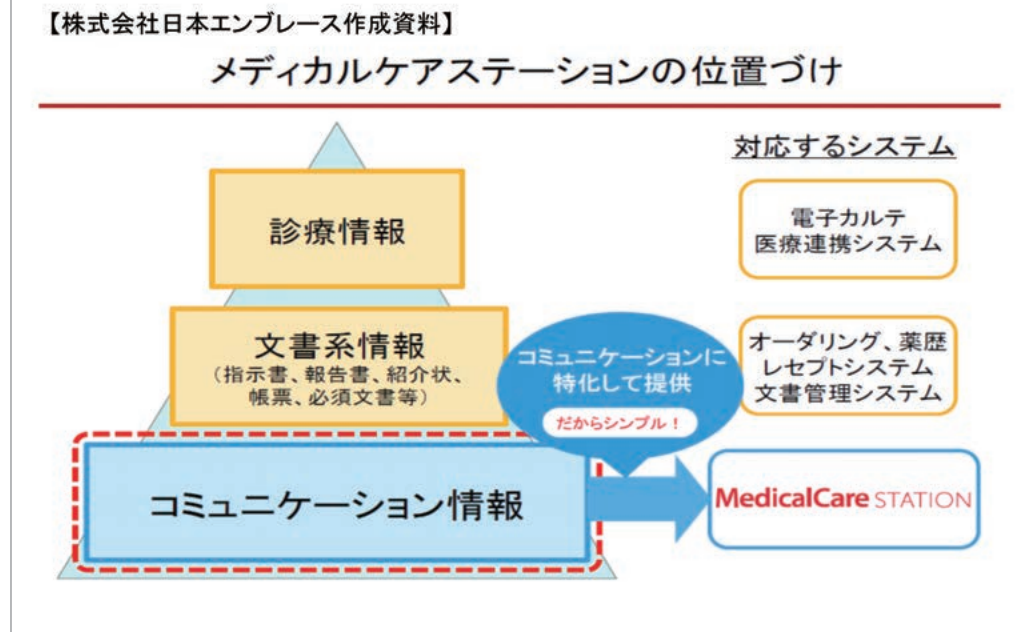 【株式会社日本エンブレース作成資料】
メディカルケアステーションの位置づけ
対応するシステム
診療情報
電子カルテ
医療連携システム
文書系情報
（指示書、報告書、紹介状、
帳票、必須文書等）
コミュニケーションに
特化して提供
だからシンプル！
オーダリング、薬歴
レセプトシステム
文書管理システム
コミュニケーション情報
MedicalCare STATION